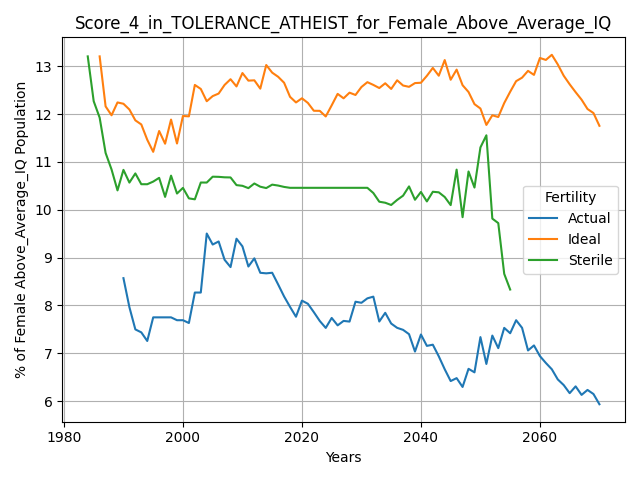 Score_4_in_TOLERANCE_ATHEIST_for_Female_Above_Average_IQ
% of Female Above_Average_IQ Population
13
12
11
10
9
8
7
6
1980
2000
2020
2040
2060
Years
Fertility
Actual
Ideal
Sterile